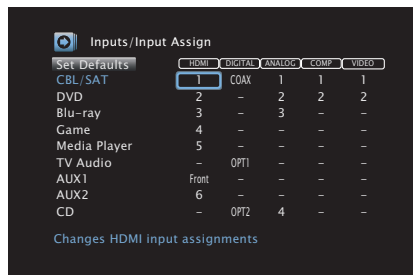 Inputs/Input Assign
Set Defaults HDMI DIGITAL ANALOG COMP VIDEO
CBL/SAT 1 COAX 1 1 1
DVD 2 – 2 2 2
Blu-ray 3 – 3 – –
Game 4 – – – –
Media Player 5 – – – –
TV Audio – OPT1 – – –
AUX1 Front – – – –
AUX2 6 – – – –
CD – OPT2 4 – –
Changes HDMI input assignments